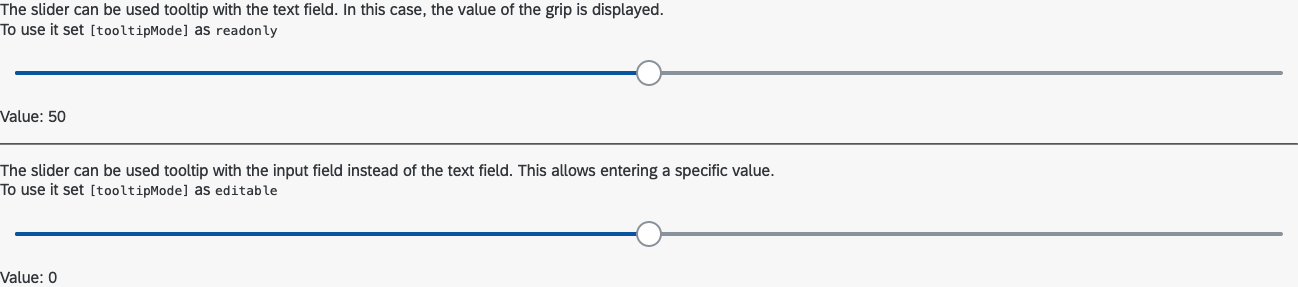 The slider can be used tooltip with the text field. In this case, the value of the grip is displayed.
To use it set [tooltipMode] as readonly
Value: 50
The slider can be used tooltip with the input field instead of the text field. This allows entering a specific value.
To use it set [tooltipMode] as editable
Value: 0